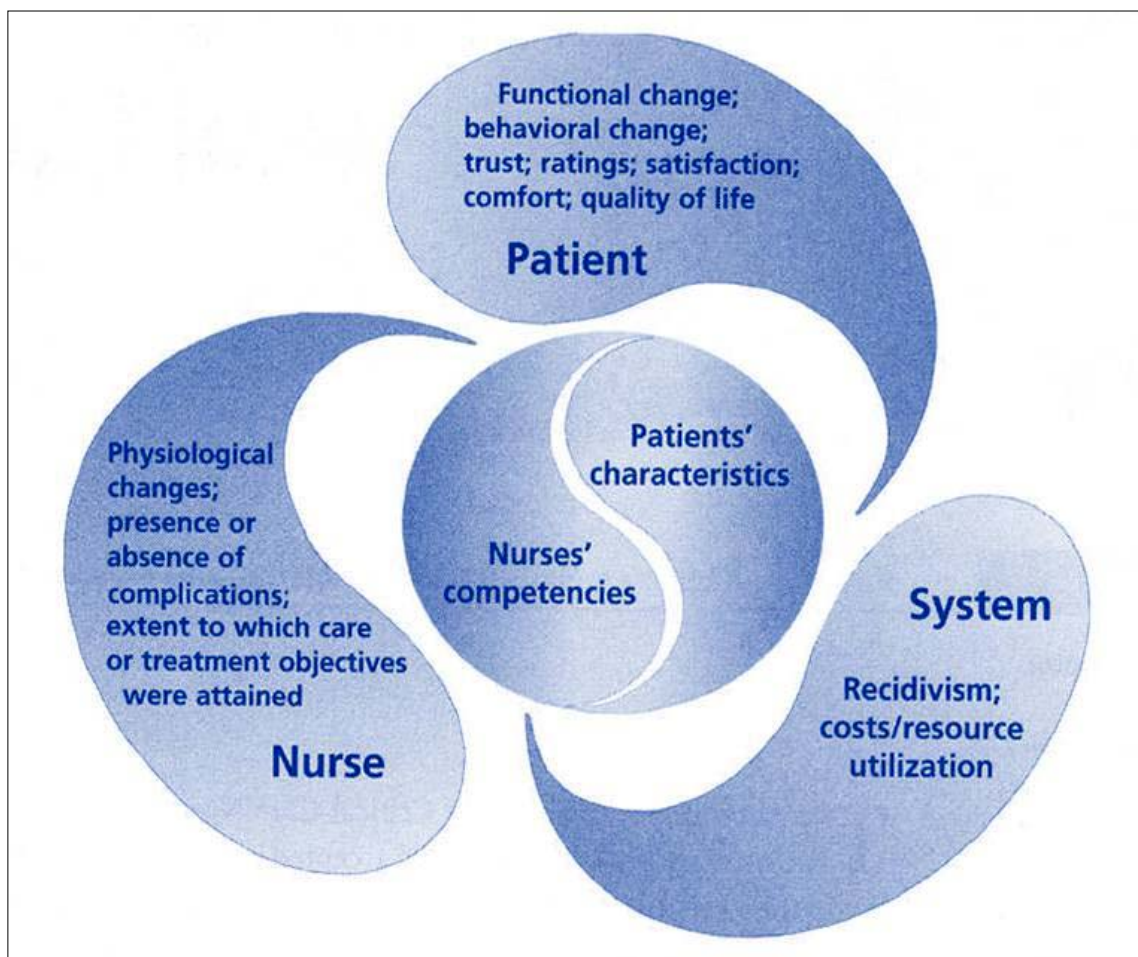 Functional change;
behavioral change;
trust; ratings; satisfaction;
comfort; quality of life
Patient
Physiological
changes;
presence or
absence of
complications;
extent to which care
or treatment objectives
were attained
Nurse
Patients’
characteristics
Nurses’
competencies
System
Recidivism;
costs/resource
utilization